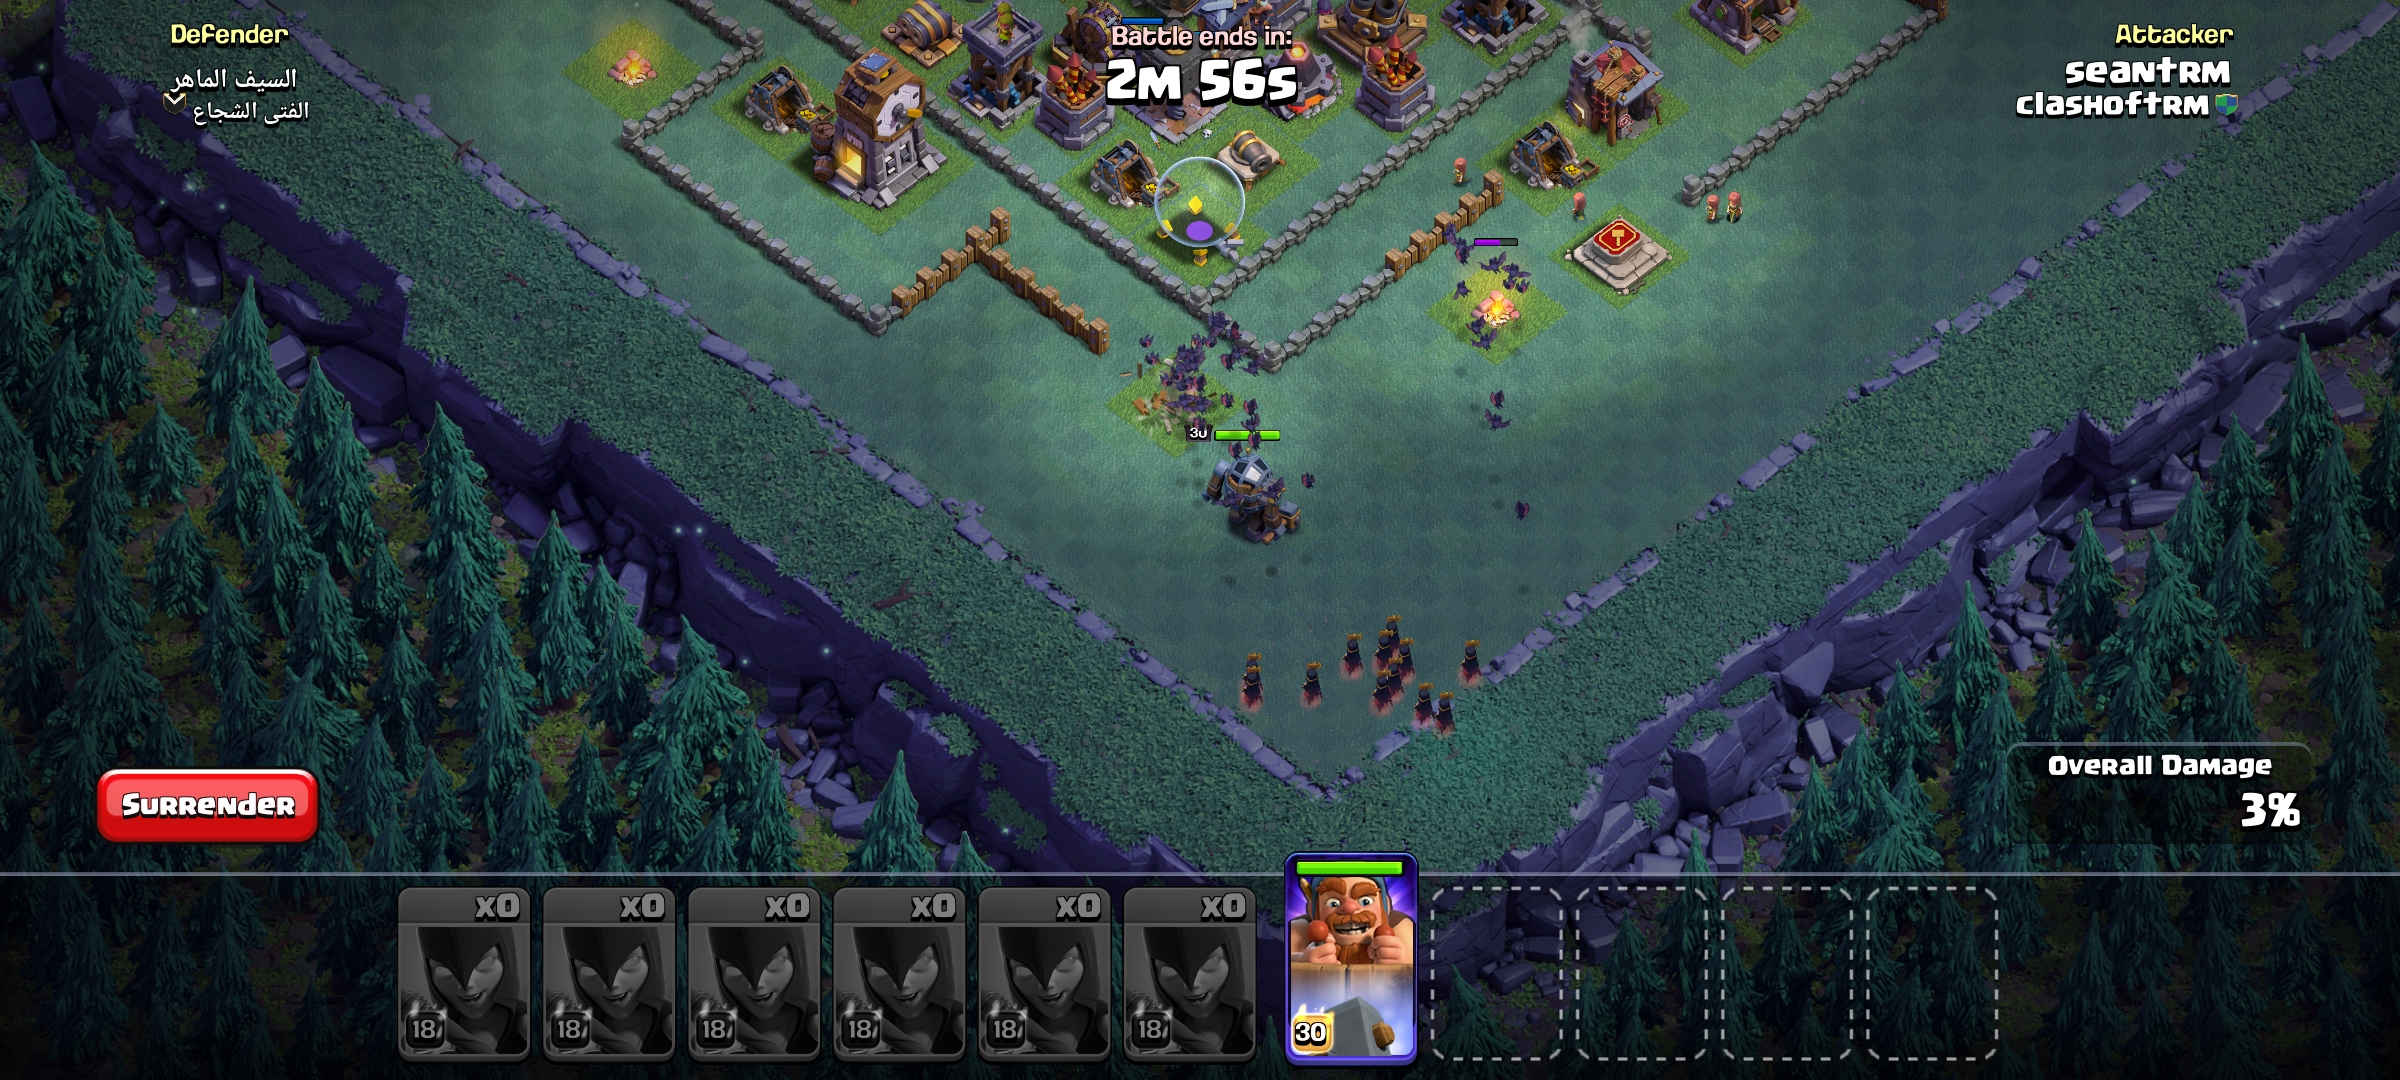 Defender
السيف الماهر
الفتى الشجاع
Battle ends in:
2M 56s
Attacker
seantrm
clashoftrm
30
Surrender
Overall Damage
3%
x0
x0
x0
x0
x0
x0
18
18
18
18
18
18
30